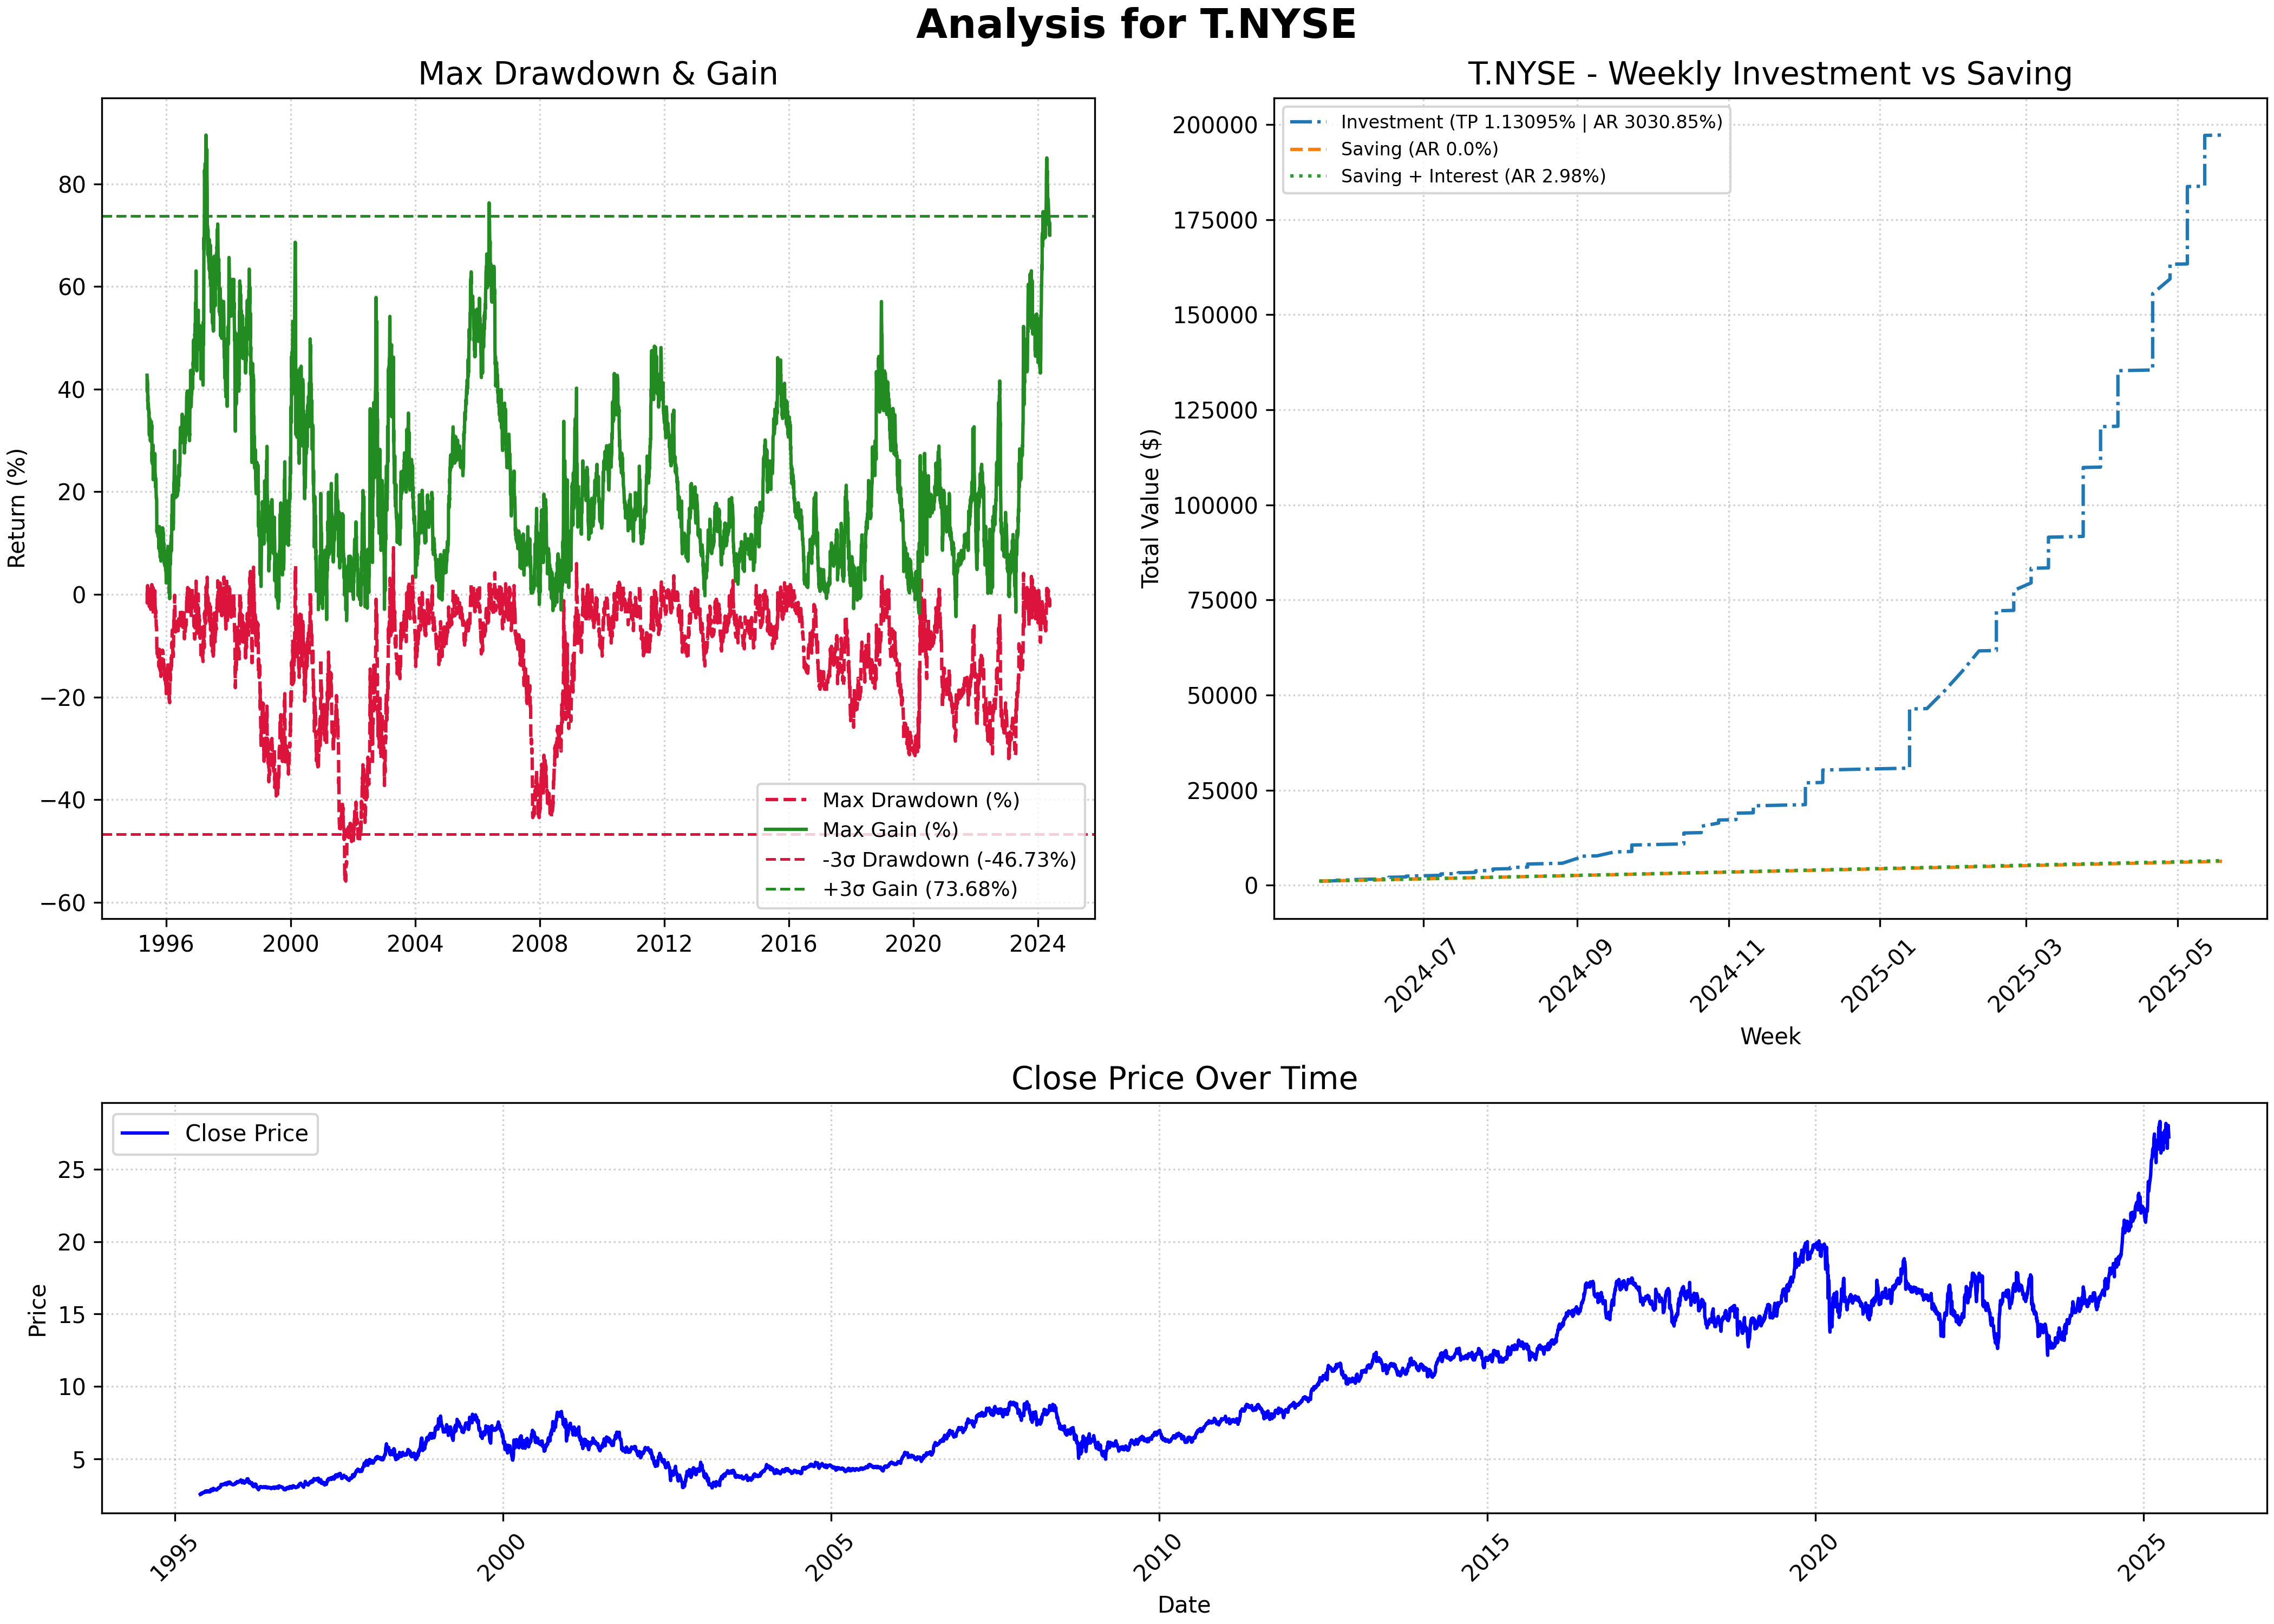 Analysis for T.NYSE
Max Drawdown & Gain
Return (%)
80
60
40
20
0
−20
−40
−60
1996
2000
2004
2008
2012
2016
2020
2024
Max Drawdown (%)
Max Gain (%)
-3σ Drawdown (-46.73%)
+3σ Gain (73.68%)
T.NYSE - Weekly Investment vs Saving
Total Value ($)
200000
175000
150000
125000
100000
75000
50000
25000
0
Investment (TP 1.13095% | AR 3030.85%)
Saving (AR 0.0%)
Saving + Interest (AR 2.98%)
2024-07
2024-09
2024-11
2025-01
2025-03
2025-05
Week
Close Price Over Time
Close Price
Price
25
20
15
10
5
1995
2000
2005
2010
2015
2020
2025
Date